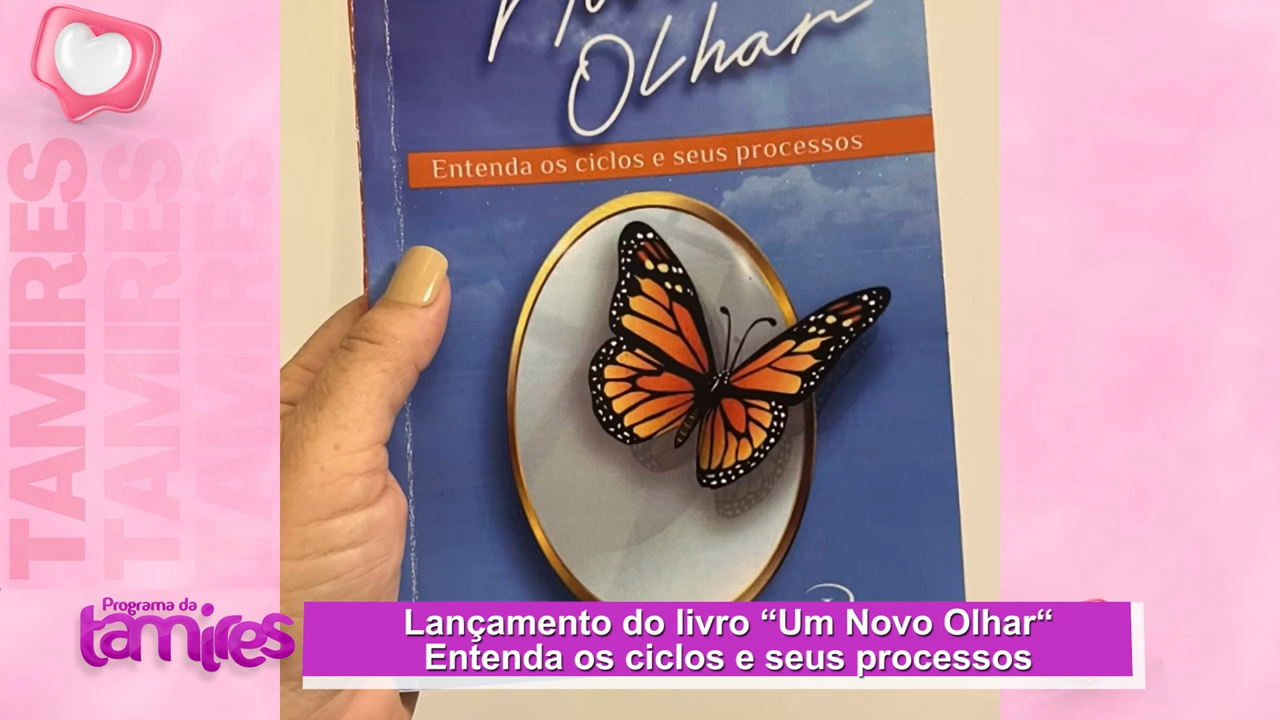 Olhar
Entenda os ciclos e seus processos
TAMIRES
TAMIRES
TAMIRES
Programa da
tamires
Lançamento do livro “Um Novo Olhar“
Entenda os ciclos e seus processos